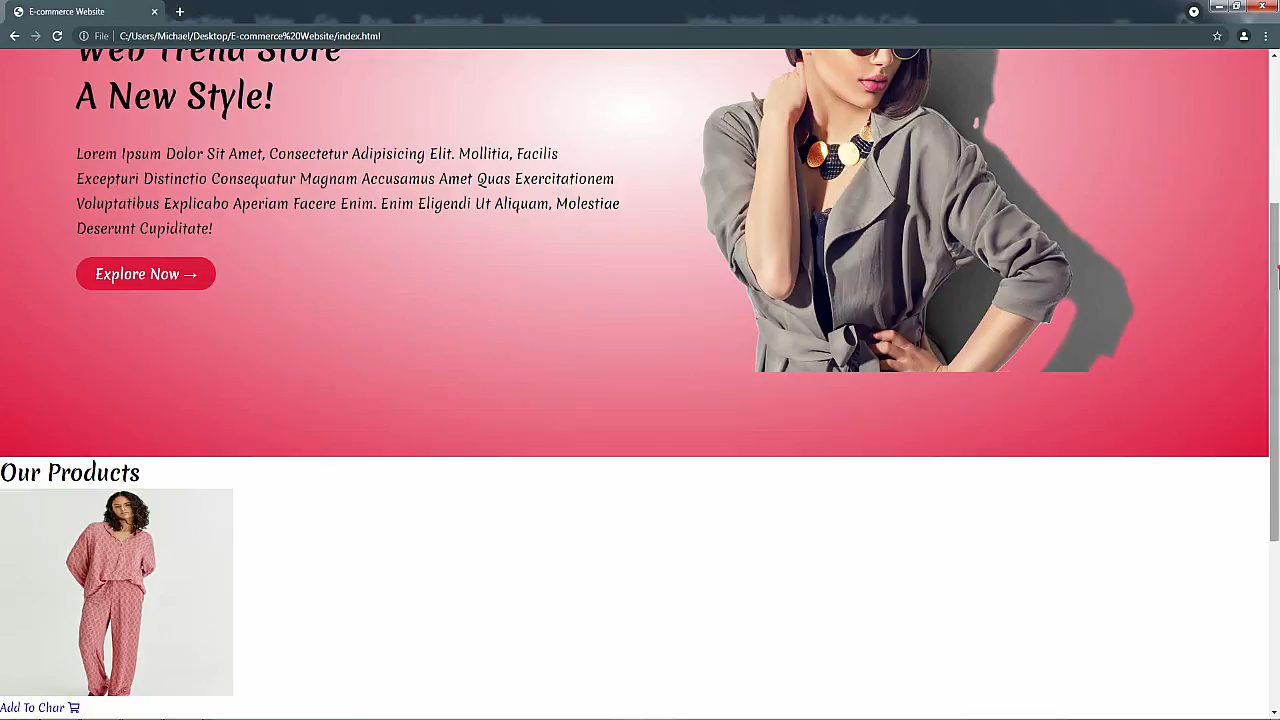 E-commerce Website
File
C:/Users/Michael/Desktop/E-commerce%20Website/index.html
Web Trend Store
A New Style!
Lorem Ipsum Dolor Sit Amet, Consectetur Adipisicing Elit. Mollitia, Facilis
Excepturi Distinctio Consequatur Magnam Acusamus Amet Quas Exercitationem
Voluptatibus Explicabo Aperiam Facere Enim. Enim Eligendi Ut Aliquam, Molestiae
Deserunt Cupiditate!
Explore Now →
Our Products
Add To Char